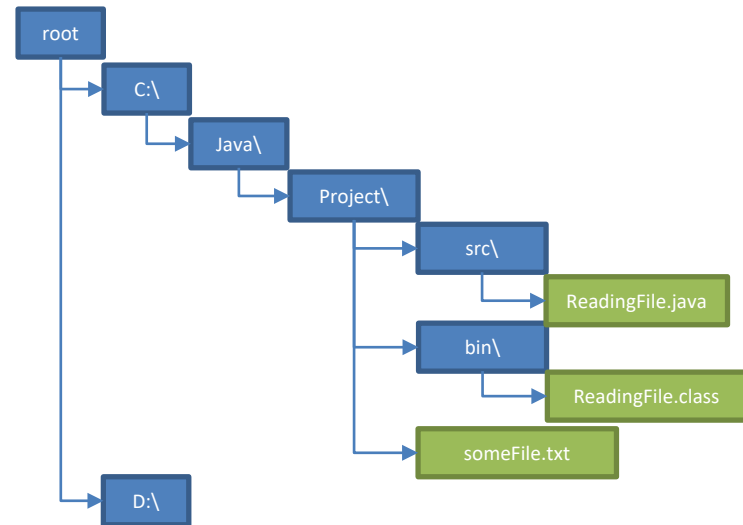 root
C:\
Java\
Project\
src\
ReadingFile.java
bin\
ReadingFile.class
someFile.txt
D:\